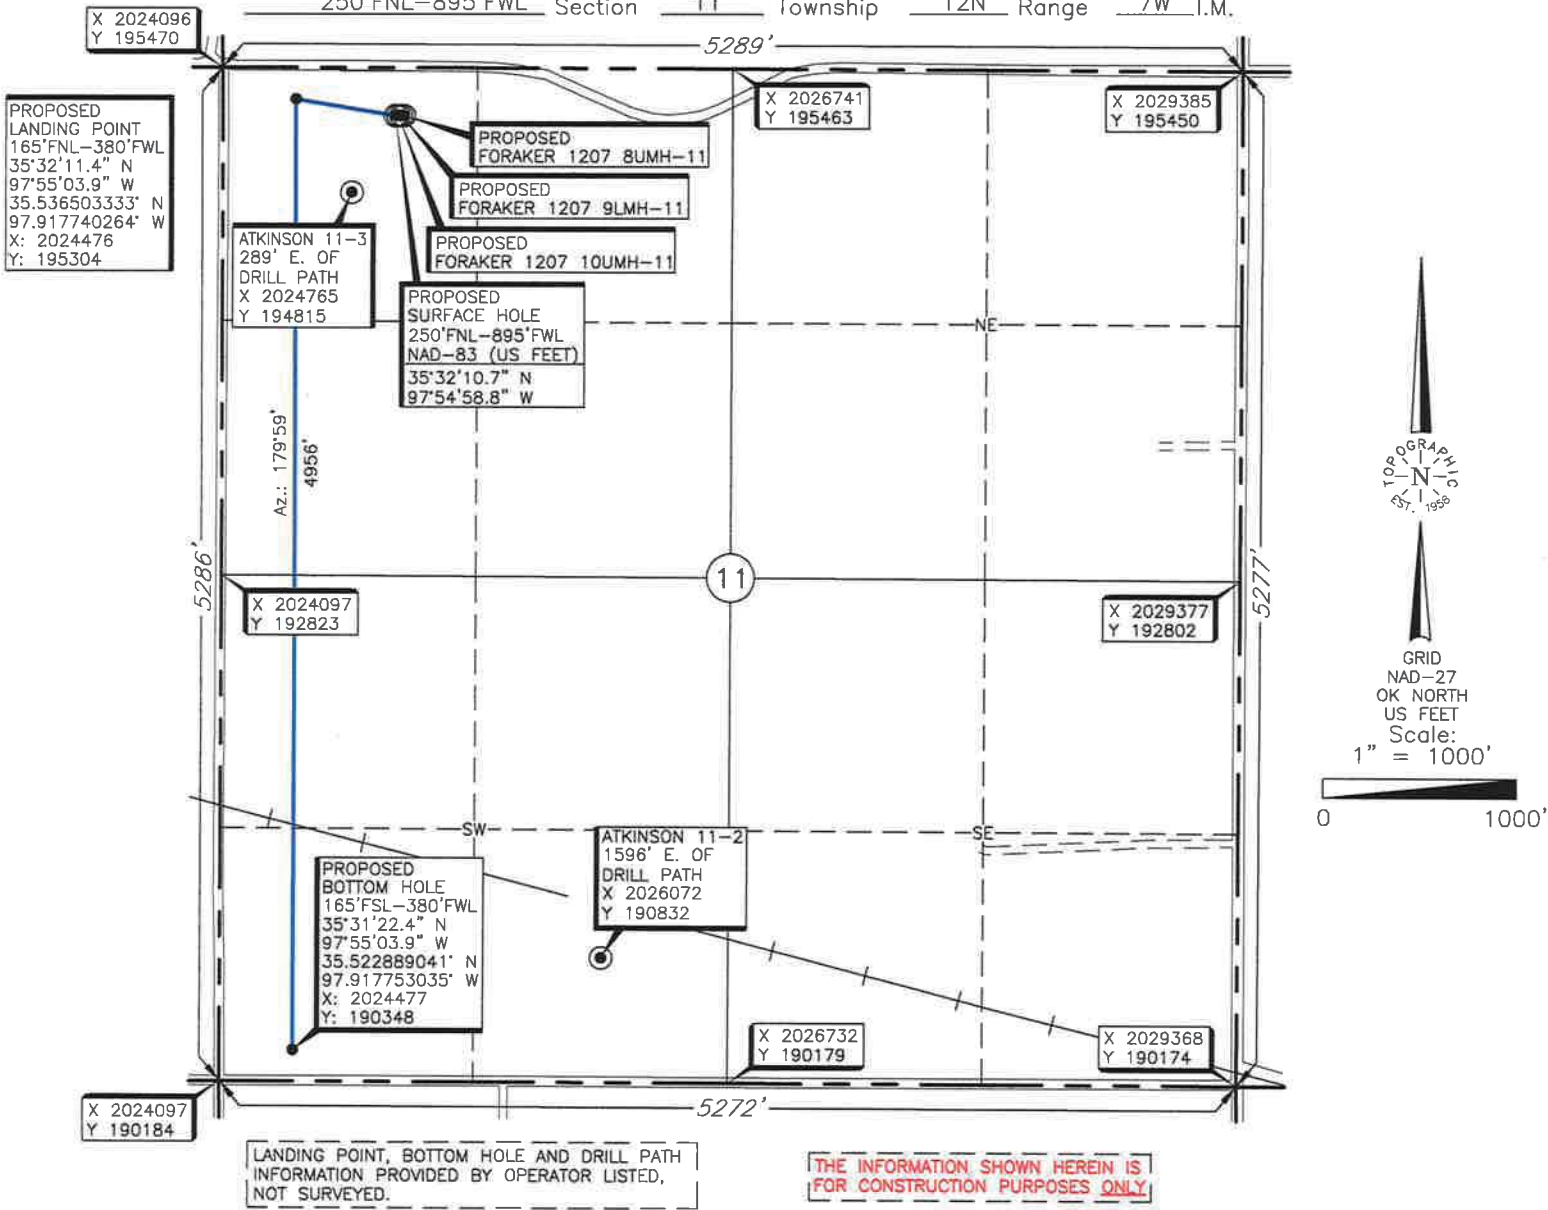 250'FNL-895'FWL Section 11 Township 12N Range 7W I.M.
X 2024096
Y 195470
5289'
X 2026741
Y 195463
X 2029385
Y 195450
PROPOSED
LANDING POINT
165'FNL-380'FWL
35°32'11.4" N
97°55'03.9" W
35.536503333° N
97.917740264° W
X: 2024476
Y: 195304
PROPOSED
FORAKER 1207 8UMH-11
PROPOSED
FORAKER 1207 9LMH-11
PROPOSED
FORAKER 1207 10UMH-11
ATKINSON 11-3
289' E. OF
DRILL PATH
X 2024765
Y 194815
PROPOSED
SURFACE HOLE
250'FNL-895'FWL
NAD-83 (US FEET)
35°32'10.7" N
97°54'58.8" W
NE
Az.: 179°59'
4956'
TOPOGRAPHIC
N
EST. 1958
5286'
11
5277'
X 2024097
Y 192823
X 2029377
Y 192802
GRID
NAD-27
OK NORTH
US FEET
Scale:
1" = 1000'
0 1000'
SW
SE
ATKINSON 11-2
1596' E. OF
DRILL PATH
X 2026072
Y 190832
PROPOSED
BOTTOM HOLE
165'FSL-380'FWL
35°31'22.4" N
97°55'03.9" W
35.522889041° N
97.917753035° W
X: 2024477
Y: 190348
X 2026732
Y 190179
X 2029368
Y 190174
X 2024097
Y 190184
5272'
LANDING POINT, BOTTOM HOLE AND DRILL PATH
INFORMATION PROVIDED BY OPERATOR LISTED,
NOT SURVEYED.
THE INFORMATION SHOWN HEREIN IS
FOR CONSTRUCTION PURPOSES ONLY